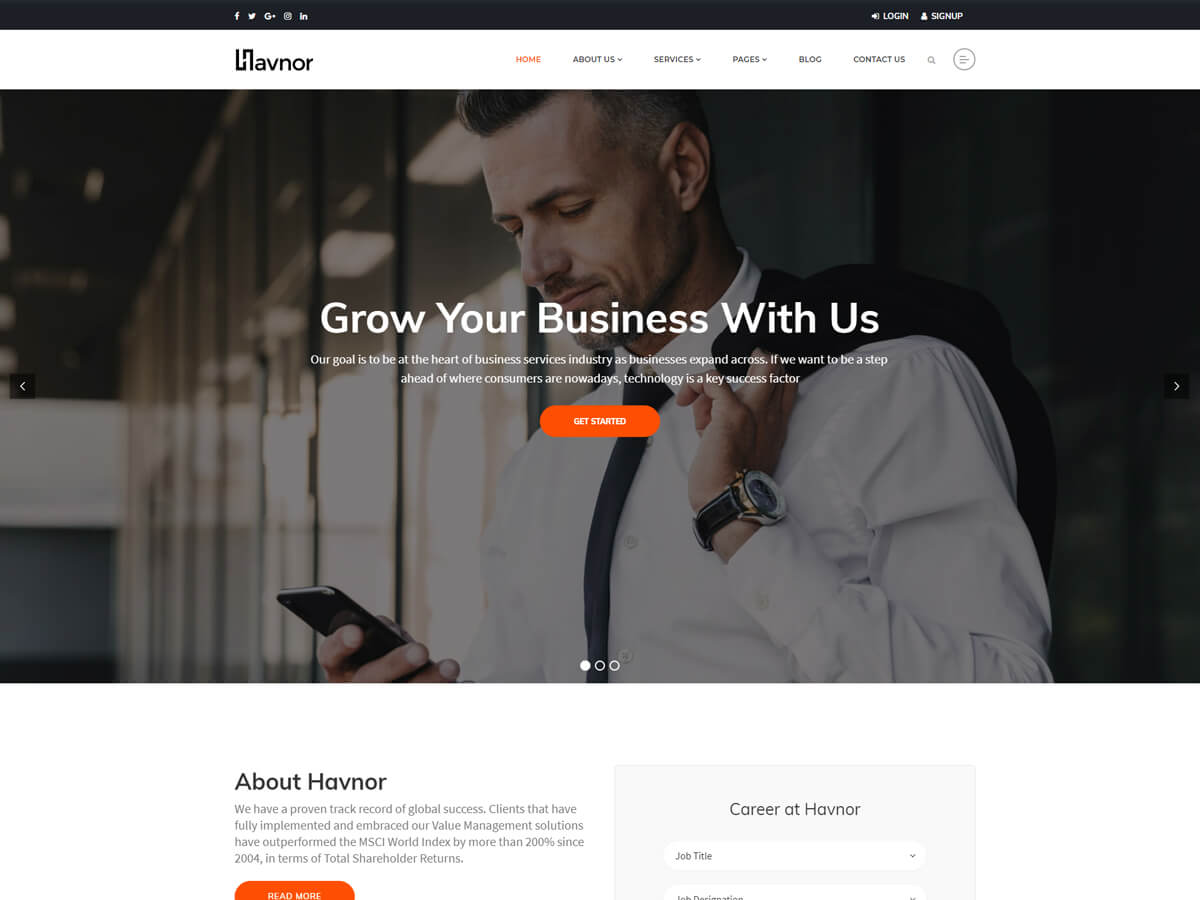 LOGIN SIGNUP
Havnor
HOME ABOUT US SERVICES PAGES BLOG CONTACT US
Grow Your Business With Us
Our goal is to be at the heart of business services industry as businesses expand across. If we want to be a step
ahead of where consumers are nowadays, technology is a key success factor
GET STARTED
About Havnor
We have a proven track record of global success. Clients that have
fully implemented and embraced our Value Management solutions
have outperformed the MSCI World Index by more than 200% since
2004, in terms of Total Shareholder Returns.
READ MORE
Career at Havnor
Job Title
Job Designation